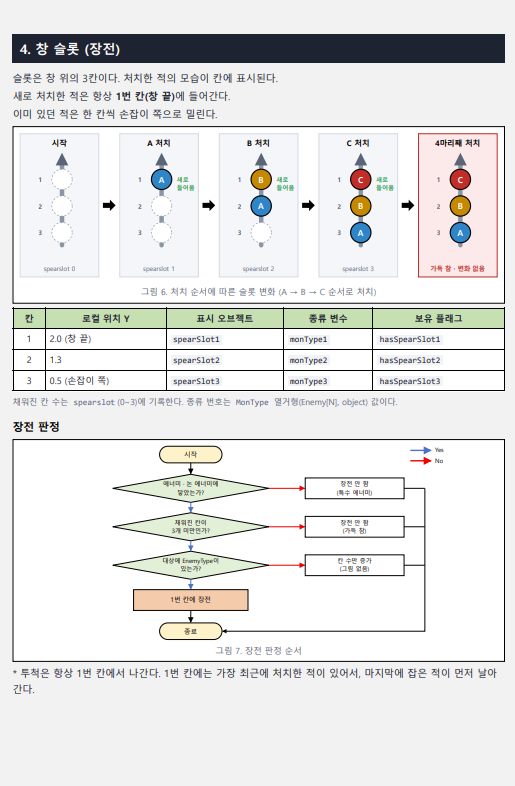 4. 창 슬롯 (장전)
슬롯은 창 위의 3칸이다. 처치한 적의 모습이 칸에 표시된다.
새로 처치한 적은 항상 1번 칸(창 끝)에 들어간다.
이미 있던 적은 한 칸씩 손잡이 쪽으로 밀린다.
시작
1
2
3
spearslot 0
A 처치
1 A 새로 들어옴
2
3
spearslot 1
B 처치
1 B 새로 들어옴
2 A
3
spearslot 2
C 처치
1 C 새로 들어옴
2 B
3 A
spearslot 3
4마리째 처치
1 C
2 B
3 A
가득 참 · 변화 없음
그림 6. 처치 순서에 따른 슬롯 변화 (A → B → C 순서로 처치)
칸 로컬 위치 Y 표시 오브젝트 종류 변수 보유 플래그
1 2.0 (창 끝) spearSlot1 monType1 hasSpearSlot1
2 1.3 spearSlot2 monType2 hasSpearSlot2
3 0.5 (손잡이 쪽) spearSlot3 monType3 hasSpearSlot3
채워진 칸 수는 spearslot (0~3)에 기록한다. 종류 번호는 MonType 열거형(Enemy[N], object) 값이다.
장전 판정
Yes
No
시작
에너미 · 논 에너미에
닿았는가?
장전 안 함
(특수 에너미)
채워진 칸이
3개 미만인가?
장전 안 함
(가득 참)
대상에 EnemyType이
있는가?
칸 수만 증가
(그림 없음)
1번 칸에 장전
종료
그림 7. 장전 판정 순서
* 투척은 항상 1번 칸에서 나간다. 1번 칸에는 가장 최근에 처치한 적이 있어서, 마지막에 잡은 적이 먼저 날아
간다.